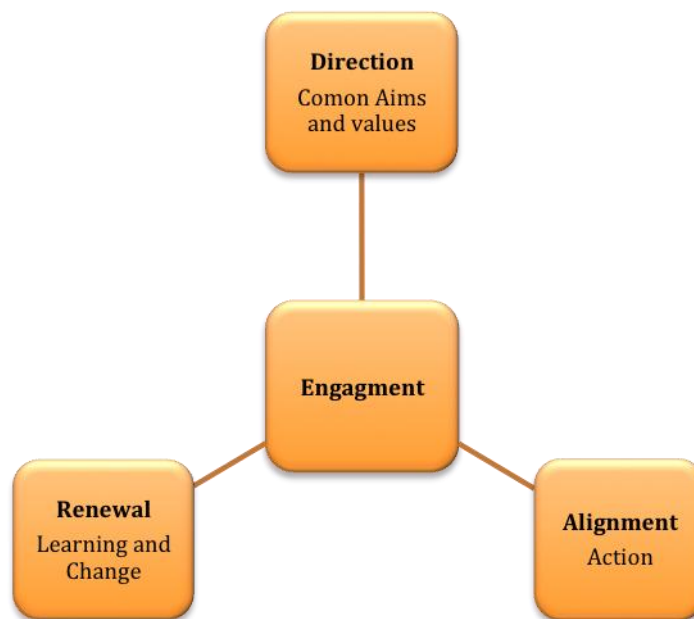 Direction
Comon Aims
and values
Engagment
Renewal
Learning and
Change
Alignment
Action